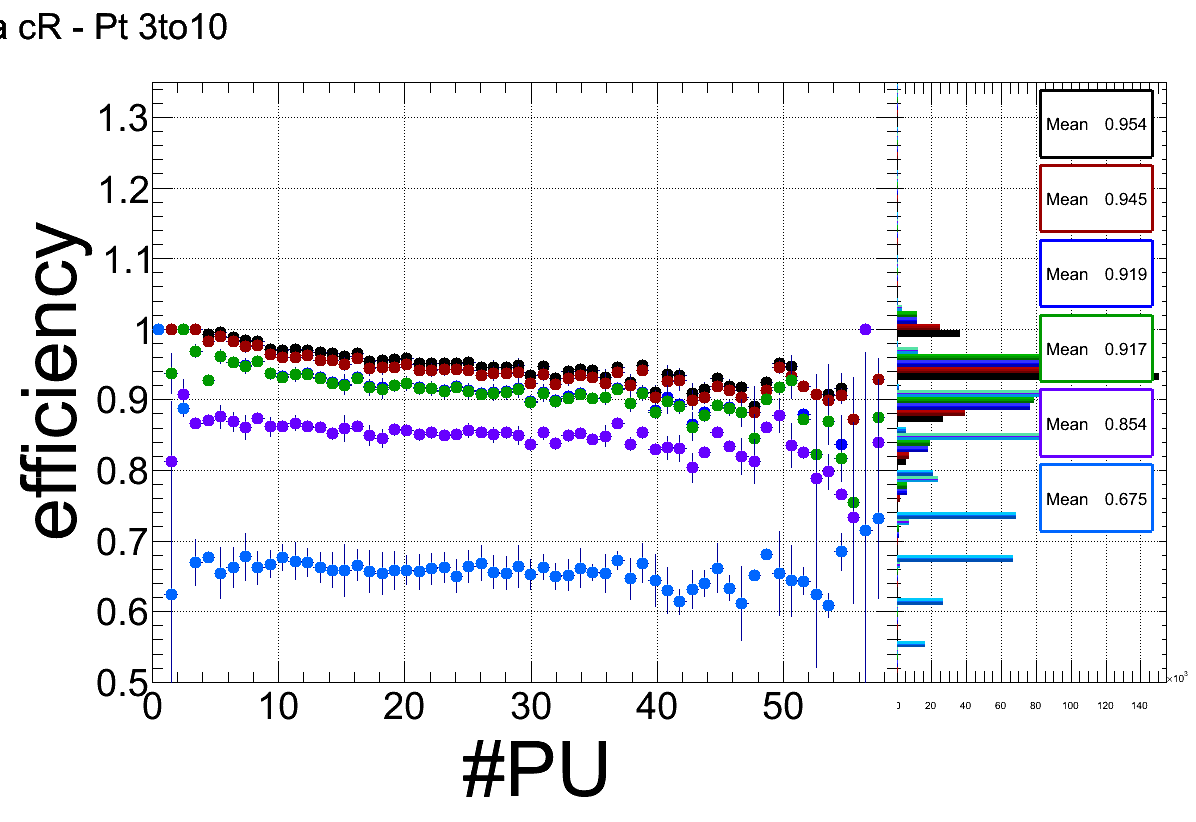 a cR - Pt 3to10
1.3
1.2
1.1
1
0.9
0.8
0.7
0.6
0.5
efficiency
0 10 20 30 40 50
#PU
Mean 0.954
Mean 0.945
Mean 0.919
Mean 0.917
Mean 0.854
Mean 0.675
20 40 60 80 100 120 140
×10³